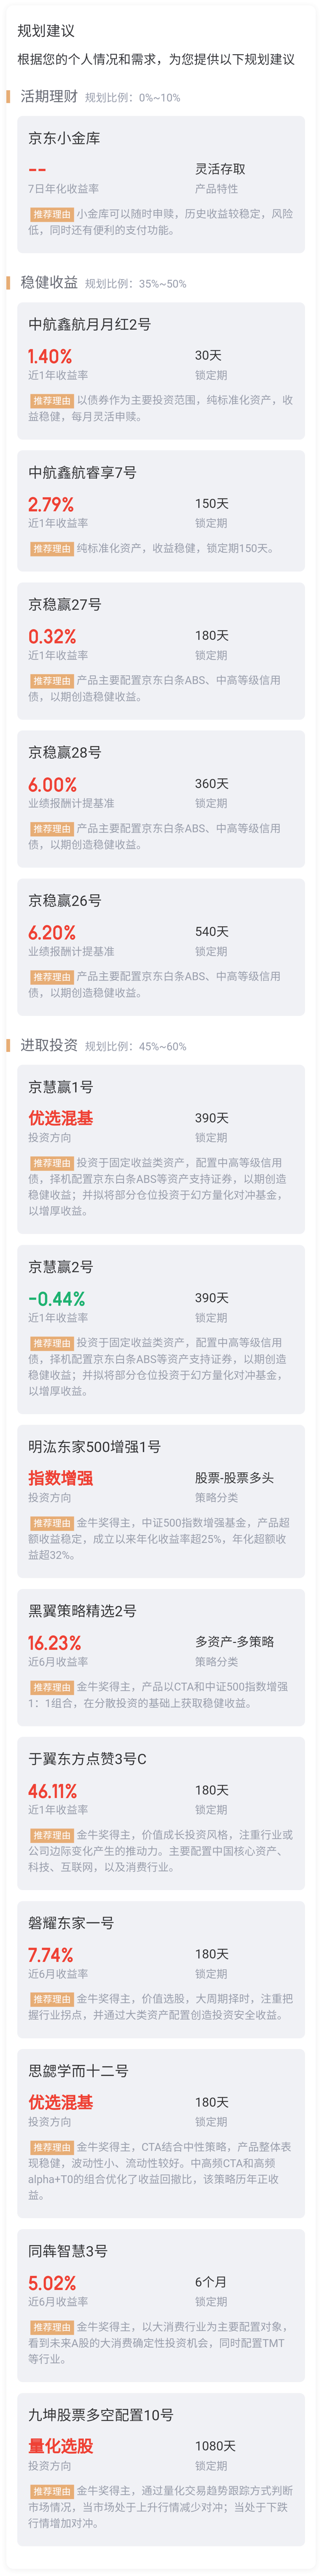 规划建议
根据您的个人情况和需求，为您提供以下规划建议
活期理财 规划比例：0%~10%
京东小金库
-- 灵活存取
7日年化收益率 产品特性
推荐理由 小金库可以随时申赎，历史收益较稳定，风险
低，同时还有便利的支付功能。
稳健收益 规划比例：35%~50%
中航鑫航月月红2号
1.40% 30天
近1年收益率 锁定期
推荐理由 以债券作为主要投资范围，纯标准化资产，收
益稳健，每月灵活申赎。
中航鑫航睿享7号
2.79% 150天
近1年收益率 锁定期
推荐理由 纯标准化资产，收益稳健，锁定期150天。
京稳赢27号
0.32% 180天
近1年收益率 锁定期
推荐理由 产品主要配置京东白条ABS、中高等级信用
债，以期创造稳健收益。
京稳赢28号
6.00% 360天
业绩报酬计提基准 锁定期
推荐理由 产品主要配置京东白条ABS、中高等级信用
债，以期创造稳健收益。
京稳赢26号
6.20% 540天
业绩报酬计提基准 锁定期
推荐理由 产品主要配置京东白条ABS、中高等级信用
债，以期创造稳健收益。
进取投资 规划比例：45%~60%
京慧赢1号
优选混基 390天
投资方向 锁定期
推荐理由 投资于固定收益类资产，配置中高等级信用
债，择机配置京东白条ABS等资产支持证券，以期创造
稳健收益；并拟将部分仓位投资于幻方量化对冲基金，
以增厚收益。
京慧赢2号
-0.44% 390天
近1年收益率 锁定期
推荐理由 投资于固定收益类资产，配置中高等级信用
债，择机配置京东白条ABS等资产支持证券，以期创造
稳健收益；并拟将部分仓位投资于幻方量化对冲基金，
以增厚收益。
明汯东家500增强1号
指数增强 股票-股票多头
投资方向 策略分类
推荐理由 金牛奖得主，中证500指数增强基金，产品超
额收益稳定，成立以来年化收益率超25%，年化超额收
益超32%。
黑翼策略精选2号
16.23% 多资产-多策略
近6月收益率 策略分类
推荐理由 金牛奖得主，产品以CTA和中证500指数增强
1：1组合，在分散投资的基础上获取稳健收益。
于翼东方点赞3号C
46.11% 180天
近1年收益率 锁定期
推荐理由 金牛奖得主，价值成长投资风格，注重行业或
公司边际变化产生的推动力。主要配置中国核心资产、
科技、互联网，以及消费行业。
磐耀东家一号
7.74% 180天
近6月收益率 锁定期
推荐理由 金牛奖得主，价值选股，大周期择时，注重把
握行业拐点，并通过大类资产配置创造投资安全收益。
思勰学而十二号
优选混基 180天
投资方向 锁定期
推荐理由 金牛奖得主，CTA结合中性策略，产品整体表
现稳健，波动性小、流动性较好。中高频CTA和高频
alpha+T0的组合优化了收益回撤比，该策略历年正收
益。
同犇智慧3号
5.02% 6个月
近6月收益率 锁定期
推荐理由 金牛奖得主，以大消费行业为主要配置对象，
看到未来A股的大消费确定性投资机会，同时配置TMT
等行业。
九坤股票多空配置10号
量化选股 1080天
投资方向 锁定期
推荐理由 金牛奖得主，通过量化交易趋势跟踪方式判断
市场情况，当市场处于上升行情减少对冲；当处于下跌
行情增加对冲。